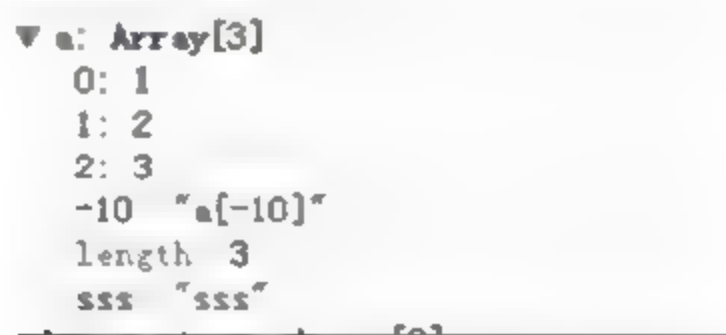 ▼ a: Array[3]
0: 1
1: 2
2: 3
-10 "a[-10]"
length 3
sss "sss"